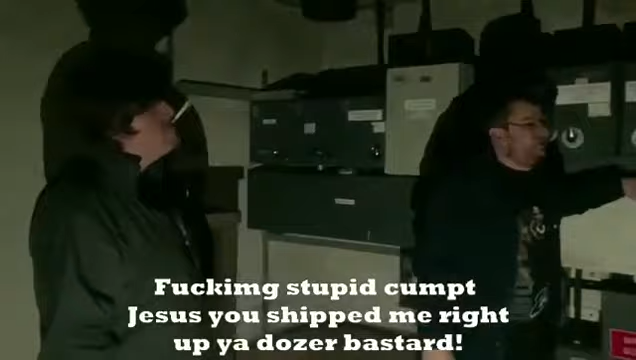 Fuckimg stupid cumpt
Jesus you shipped me right
up ya dozer bastard!